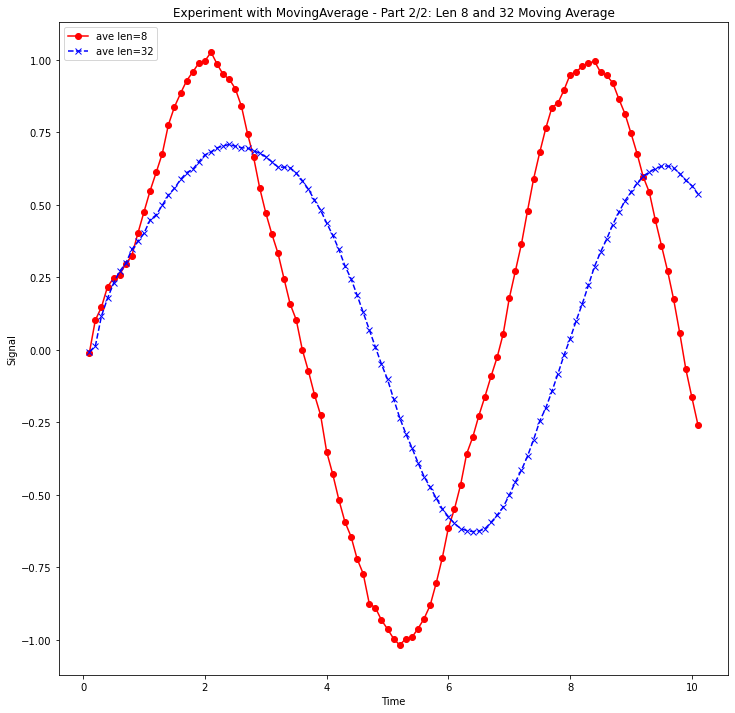 Experiment with MovingAverage - Part 2/2: Len 8 and 32 Moving Average
ave len=8
ave len=32
1.00
0.75
0.50
0.25
0.00
−0.25
−0.50
−0.75
−1.00
Signal
0 2 4 6 8 10
Time